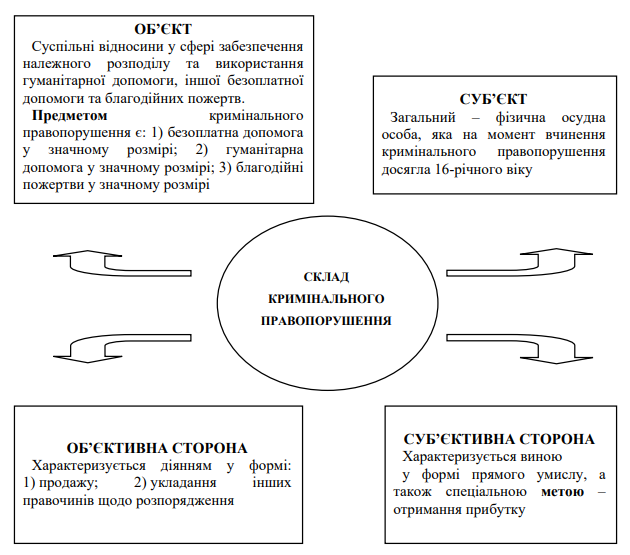 ОБ’ЄКТ
Суспільні відносини у сфері забезпечення
належного розподілу та використання
гуманітарної допомоги, іншої безоплатної
допомоги та благодійних пожертв.
Предметом кримінального
правопорушення є: 1) безоплатна допомога
у значному розмірі; 2) гуманітарна
допомога у значному розмірі; 3) благодійні
пожертви у значному розмірі
СУБ’ЄКТ
Загальний – фізична осудна
особа, яка на момент вчинення
кримінального правопорушення
досягла 16-річного віку
СКЛАД
КРИМІНАЛЬНОГО
ПРАВОПОРУШЕННЯ
ОБ’ЄКТИВНА СТОРОНА
Характеризується діянням у формі:
1) продажу; 2) укладання інших
правочинів щодо розпорядження
СУБ’ЄКТИВНА СТОРОНА
Характеризується виною
у формі прямого умислу, а
також спеціальною метою –
отримання прибутку